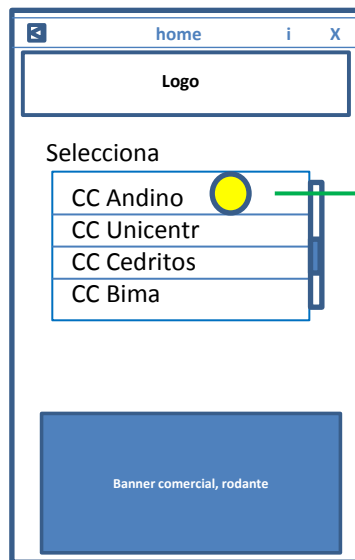 home i X
Logo
Selecciona
CC Andino
CC Unicentr
CC Cedritos
CC Bima
Banner comercial, rodante